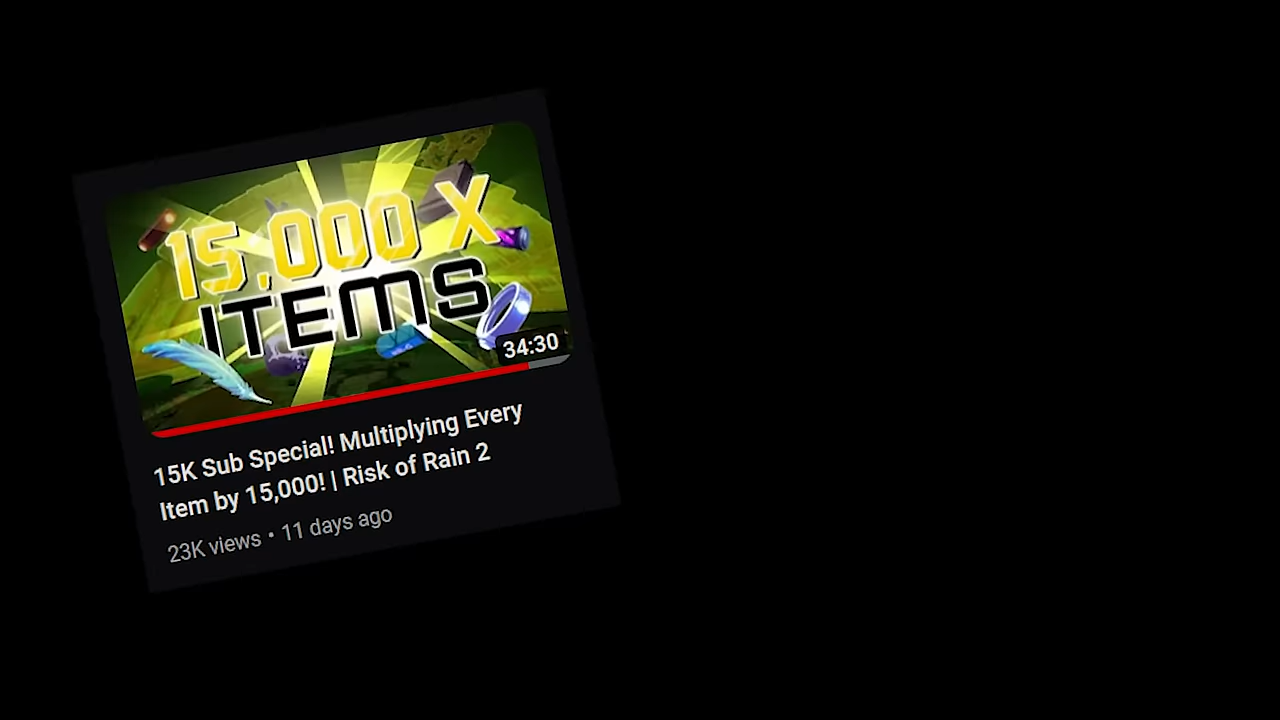 15,000 X
ITEMS
34:30
15K Sub Special! Multiplying Every
Item by 15,000! | Risk of Rain 2
23K views • 11 days ago